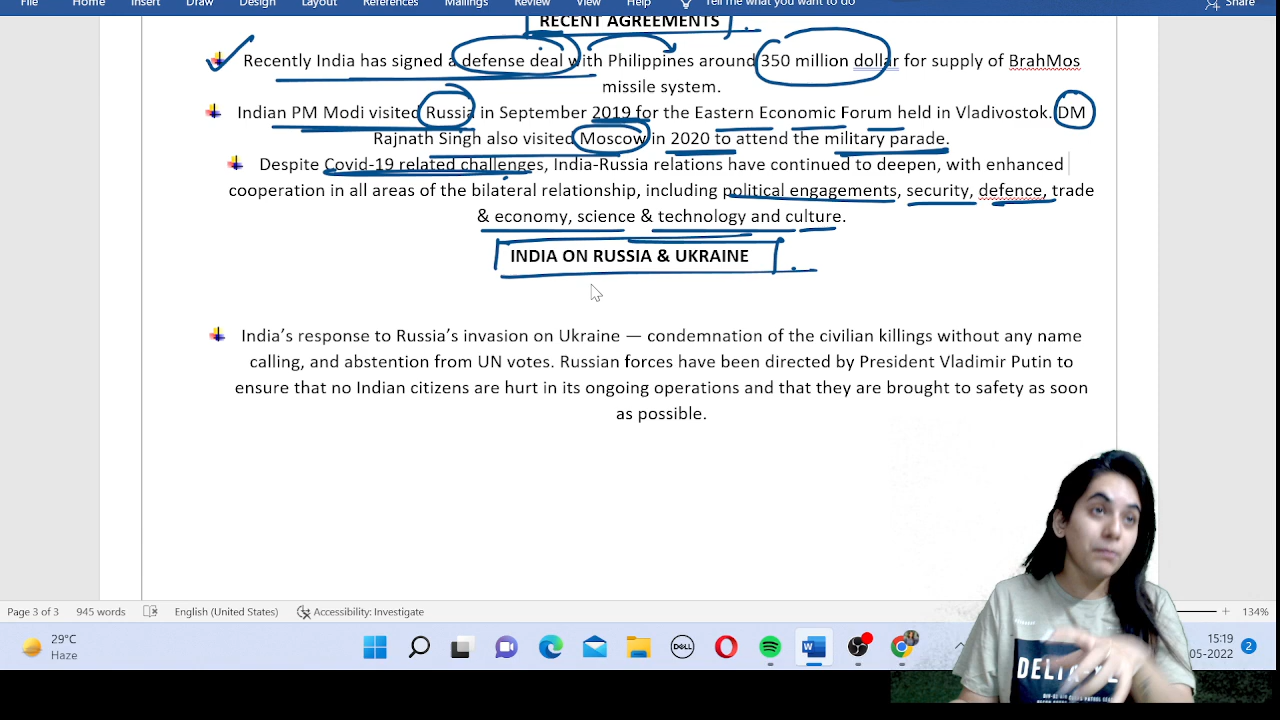 File Home Insert Draw Design Layout References Mailings Review View Help Tell me what you want to do Share
RECENT AGREEMENTS
Recently India has signed a defense deal with Philippines around 350 million dollar for supply of BrahMos
missile system.
Indian PM Modi visited Russia in September 2019 for the Eastern Economic Forum held in Vladivostok. DM
Rajnath Singh also visited Moscow in 2020 to attend the military parade.
Despite Covid-19 related challenges, India-Russia relations have continued to deepen, with enhanced
cooperation in all areas of the bilateral relationship, including political engagements, security, defence, trade
& economy, science & technology and culture.
INDIA ON RUSSIA & UKRAINE
India's response to Russia's invasion on Ukraine — condemnation of the civilian killings without any name
calling, and abstention from UN votes. Russian forces have been directed by President Vladimir Putin to
ensure that no Indian citizens are hurt in its ongoing operations and that they are brought to safety as soon
as possible.
Page 3 of 3 945 words English (United States) Accessibility: Investigate + 134%
29°C
Haze
DELL
15:19
05-2022 2